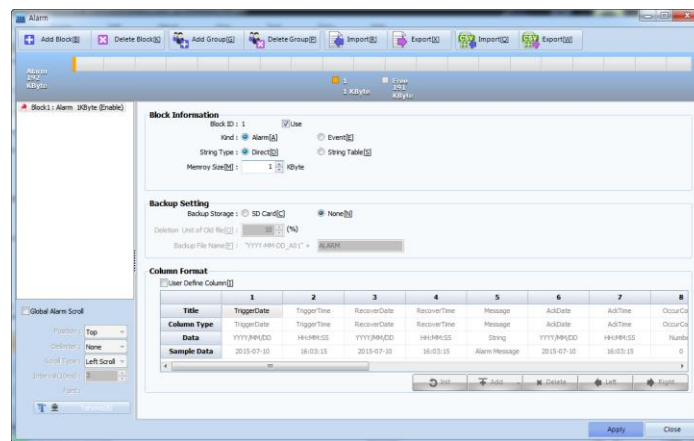 Alarm
Add Block[B] Delete Block[K] Add Group[G] Delete Group[F] Import[R] Export[X] Import[Q] Export[W]
Alarm
192
KByte
1
1 KByte
Free
191
KByte
Block1 : Alarm 1KByte (Enable)
Block Information
Block ID : 1 Use
Kind : Alarm[A] Event[E]
String Type : Direct[D] String Table[S]
Memroy Size[M] : 1 KByte
Backup Setting
Backup Storage : SD Card[C] None[N]
Deletion Unit of Old file[O] : (%)
Backup File Name[F] : "YYYY-MM-DD_A01" + ALARM
Column Format
User Define Column[I]
1 2 3 4 5 6 7 8
Title TriggerDate TriggerTime RecoverDate RecoverTime Message AckDate AckTime OccurCo
Column Type TriggerDate TriggerTime RecoverDate RecoverTime Message AckDate AckTime OccurCo
Data YYYY/MM/DD HH:MM:SS YYYY/MM/DD HH:MM:SS String YYYY/MM/DD HH:MM:SS Numbe
Sample Data 2015-07-10 16:03:15 2015-07-10 16:03:15 Alarm Message 2015-07-10 16:03:15 0
Init Add Delete Left Right
Global Alarm Scroll
Position : Top
Delimiter : None
Scroll Type : Left Scroll
Interval(10ms) : 3
Font :
Apply Close